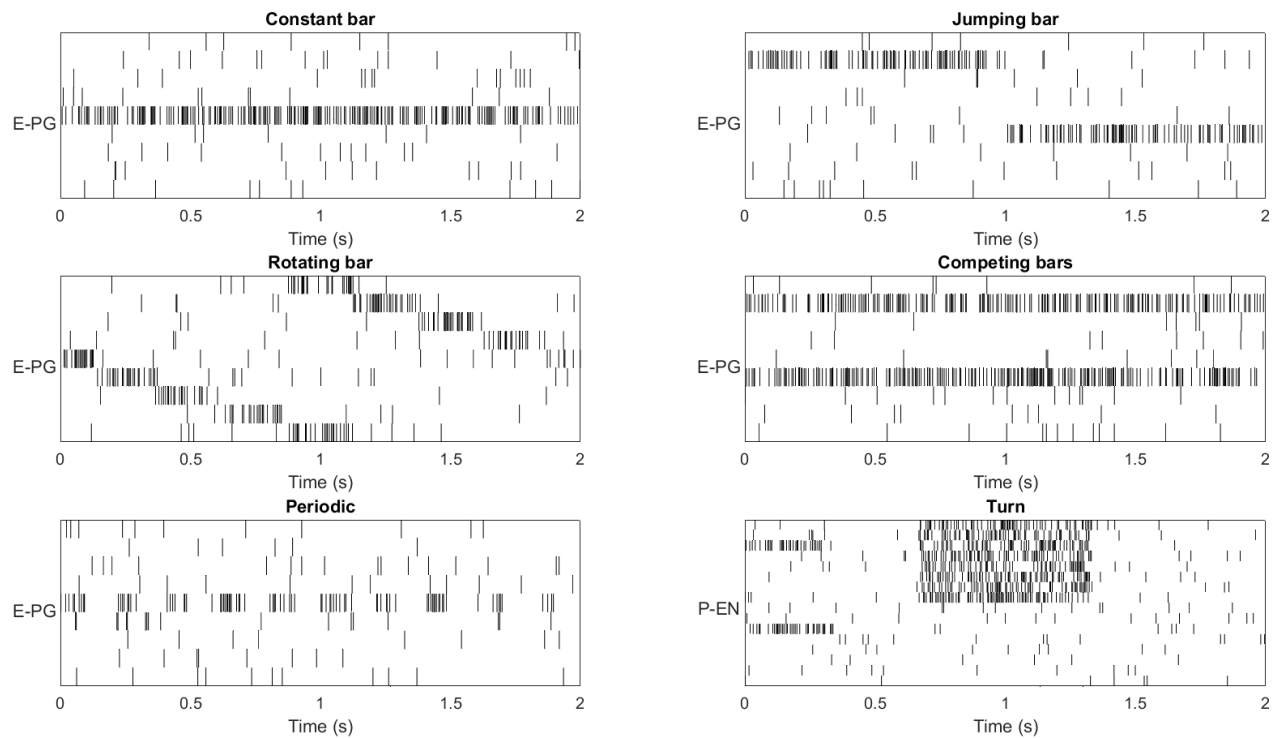 Constant bar
E-PG
0 0.5 1 1.5 2
Time (s)
Jumping bar
E-PG
0 0.5 1 1.5 2
Time (s)
Rotating bar
E-PG
0 0.5 1 1.5 2
Time (s)
Competing bars
E-PG
0 0.5 1 1.5 2
Time (s)
Periodic
E-PG
0 0.5 1 1.5 2
Time (s)
Turn
P-EN
0 0.5 1 1.5 2
Time (s)